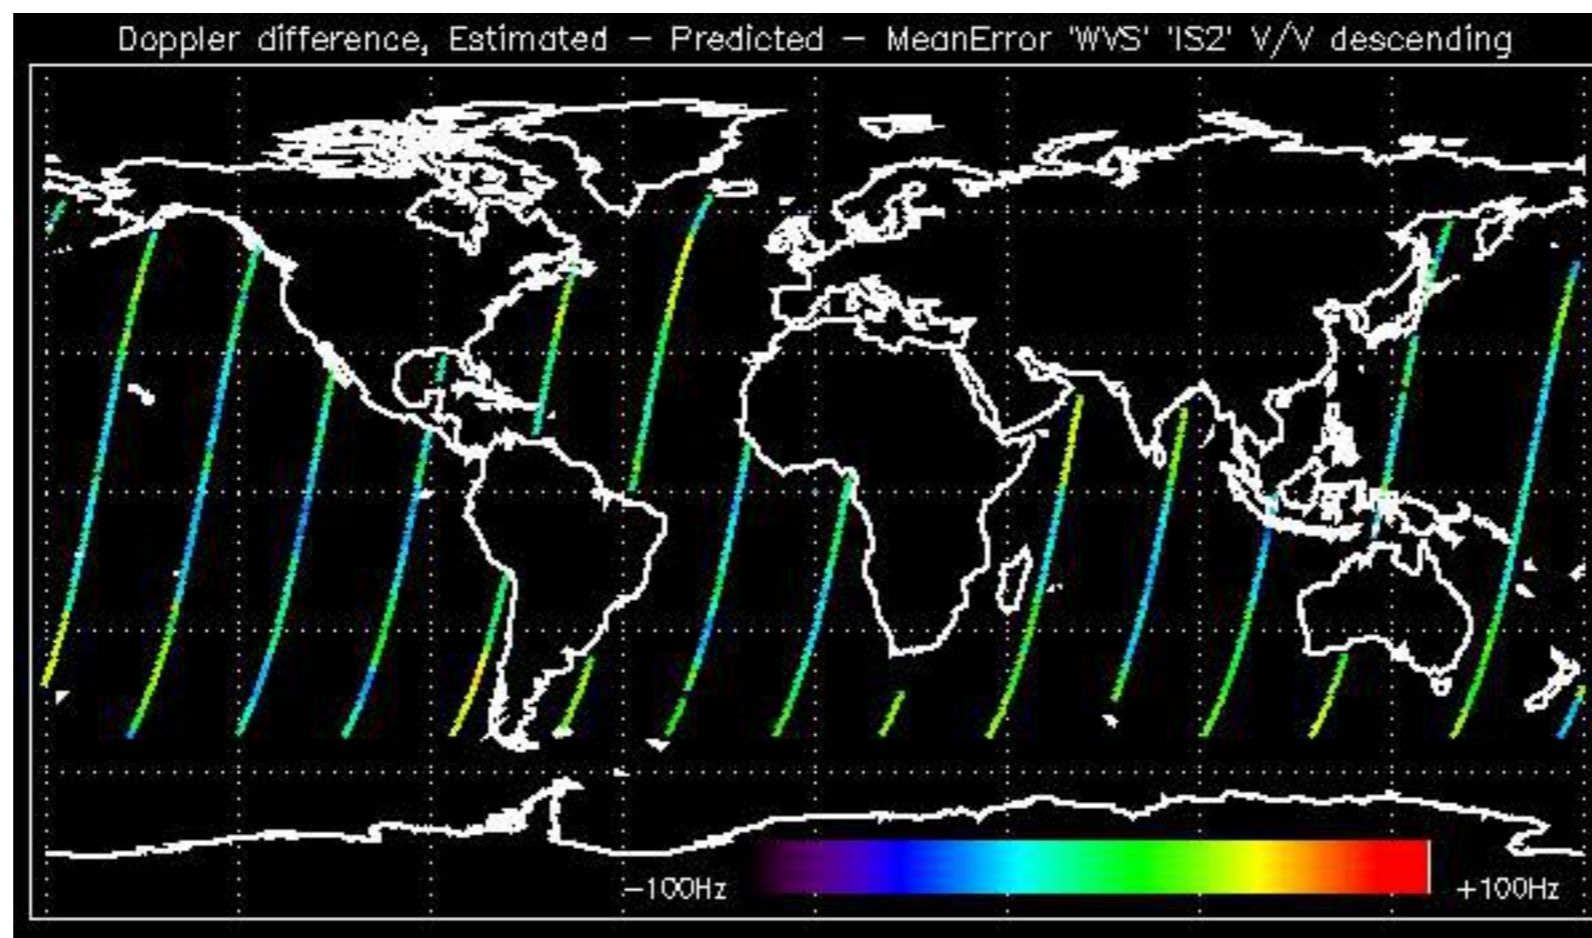 Doppler difference, Estimated – Predicted – MeanError 'WVS' 'IS2' V/V descending
–100Hz +100Hz